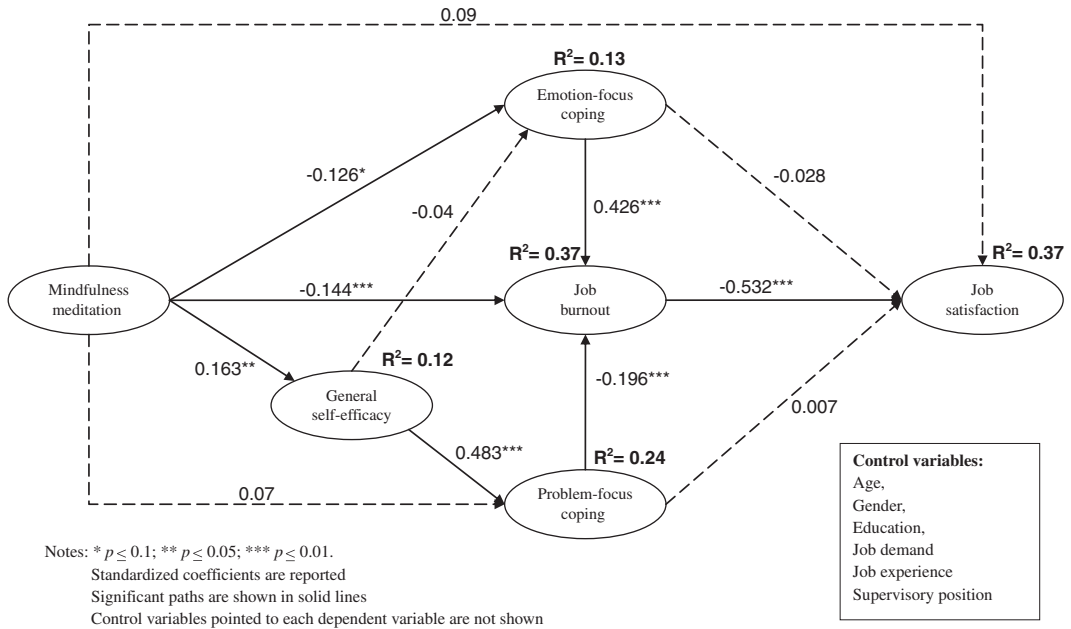 0.09
R²= 0.13
Emotion-focus
coping
-0.126*
-0.028
-0.04
0.426***
R²= 0.37
R²= 0.37
Mindfulness
meditation
-0.144***
Job
burnout
-0.532***
Job
satisfaction
0.163**
R²= 0.12
General
self-efficacy
-0.196***
0.007
0.483***
R²= 0.24
0.07
Problem-focus
coping
Control variables:
Age,
Gender,
Education,
Job demand
Job experience
Supervisory position
Notes: * p ≤ 0.1; ** p ≤ 0.05; *** p ≤ 0.01.
Standardized coefficients are reported
Significant paths are shown in solid lines
Control variables pointed to each dependent variable are not shown